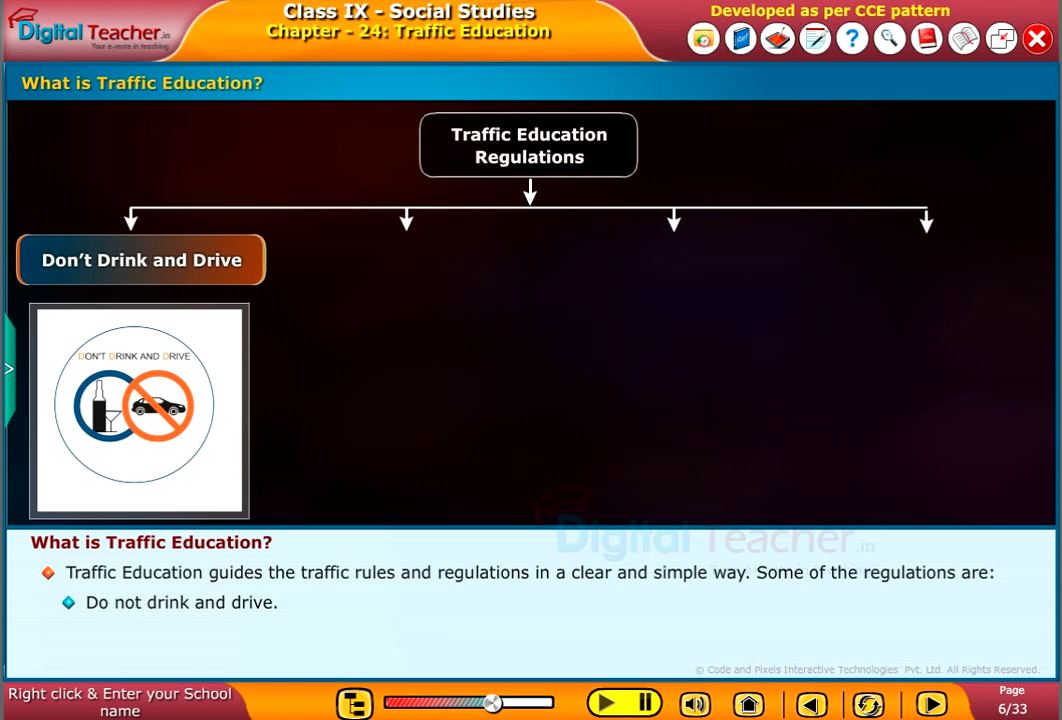 Digital Teacher.in
Your e-mate in teaching
Class IX - Social Studies
Chapter - 24: Traffic Education
Developed as per CCE pattern
What is Traffic Education?
Traffic Education
Regulations
Don't Drink and Drive
DON'T DRINK AND DRIVE
What is Traffic Education?
Traffic Education guides the traffic rules and regulations in a clear and simple way. Some of the regulations are:
Do not drink and drive.
Digital Teacher.in
© Code and Pixels Interactive Technologies Pvt. Ltd. All Rights Reserved.
Right click & Enter your School
name
Page
6/33